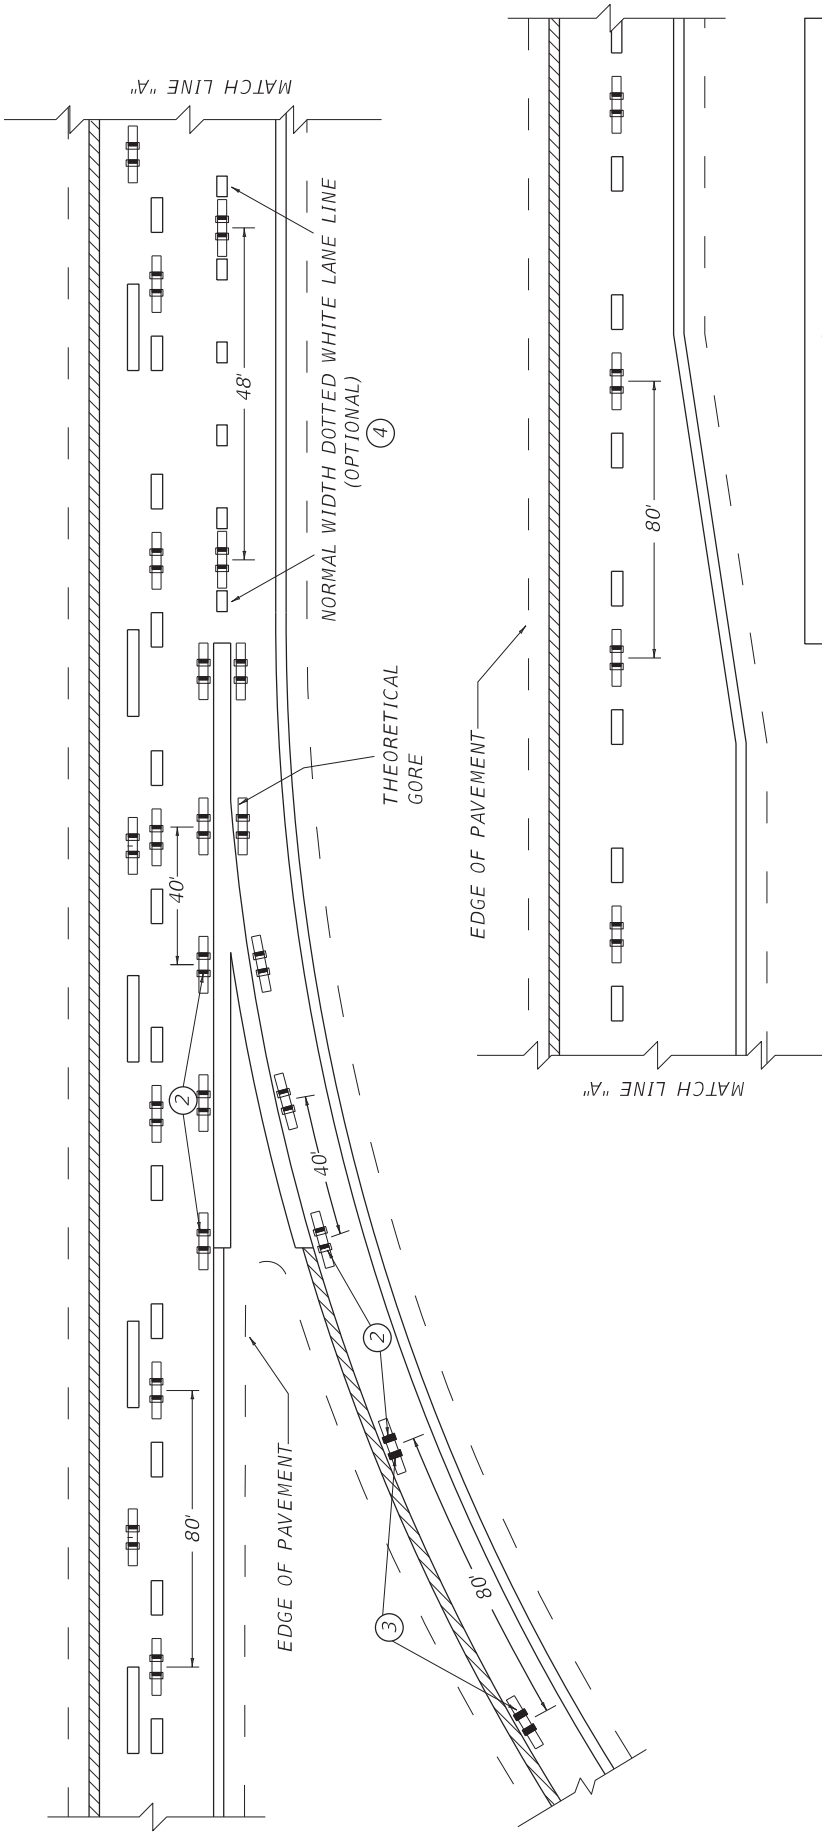 MATCH LINE "A"
48'
NORMAL WIDTH DOTTED WHITE LANE LINE
(OPTIONAL)
4
THEORETICAL
GORE
40'
2
40'
2
EDGE OF PAVEMENT
80'
80'
3
EDGE OF PAVEMENT
80'
MATCH LINE "A"